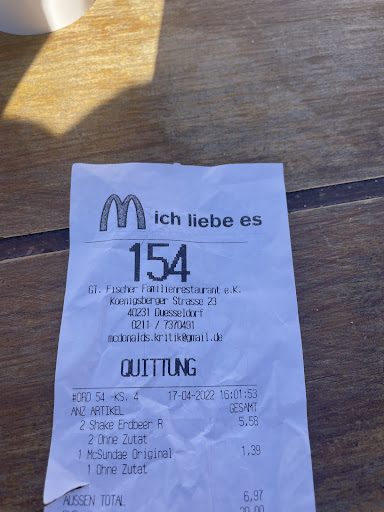 ich liebe es
154
GT. Fischer Familienrestaurant e.K.
Koenigsberger Strasse 23
40231 Duesseldorf
0211 / 7370491
mcdonalds.kritik@gmail.de
QUITTUNG
#ORD 54 -KS. 4 17-04-2022 16:01:53
ANZ ARTIKEL GESAMT
2 Shake Erdbeer R 5,58
2 Ohne Zutat
1 McSundae Original 1,39
1 Ohne Zutat
AUSSEN TOTAL 6,97
20,00